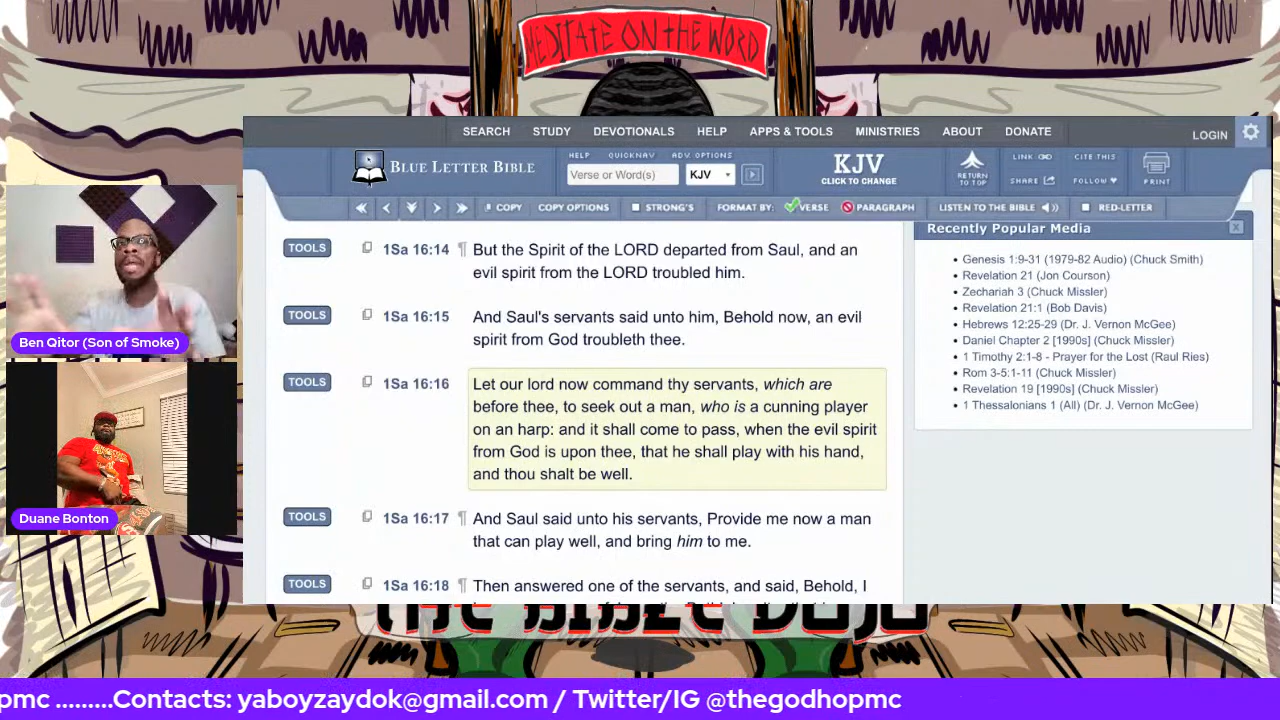 MEDITATE ON THE WORD
SEARCH STUDY DEVOTIONALS HELP APPS & TOOLS MINISTRIES ABOUT DONATE
LOGIN
BLUE LETTER BIBLE
HELP QUICKNAV ADV. OPTIONS
Verse or Word(s) KJV
KJV
CLICK TO CHANGE
RETURN TO TOP
LINK CITE THIS
SHARE FOLLOW
PRINT
COPY COPY OPTIONS STRONG'S FORMAT BY: VERSE PARAGRAPH LISTEN TO THE BIBLE RED-LETTER
TOOLS 1Sa 16:14 ¶ But the Spirit of the LORD departed from Saul, and an
evil spirit from the LORD troubled him.
TOOLS 1Sa 16:15 And Saul's servants said unto him, Behold now, an evil
spirit from God troubleth thee.
TOOLS 1Sa 16:16 Let our lord now command thy servants, which are
before thee, to seek out a man, who is a cunning player
on an harp: and it shall come to pass, when the evil spirit
from God is upon thee, that he shall play with his hand,
and thou shalt be well.
TOOLS 1Sa 16:17 ¶ And Saul said unto his servants, Provide me now a man
that can play well, and bring him to me.
TOOLS 1Sa 16:18 ¶ Then answered one of the servants, and said, Behold, I
Recently Popular Media
Genesis 1:9-31 (1979-82 Audio) (Chuck Smith)
Revelation 21 (Jon Courson)
Zechariah 3 (Chuck Missler)
Revelation 21:1 (Bob Davis)
Hebrews 12:25-29 (Dr. J. Vernon McGee)
Daniel Chapter 2 [1990s] (Chuck Missler)
1 Timothy 2:1-8 - Prayer for the Lost (Raul Ries)
Rom 3-5:1-11 (Chuck Missler)
Revelation 19 [1990s] (Chuck Missler)
1 Thessalonians 1 (All) (Dr. J. Vernon McGee)
Ben Qitor (Son of Smoke)
Duane Bonton
THE BIBLE DOJO
pmc .........Contacts: yaboyzaydok@gmail.com / Twitter/IG @thegodhopmc